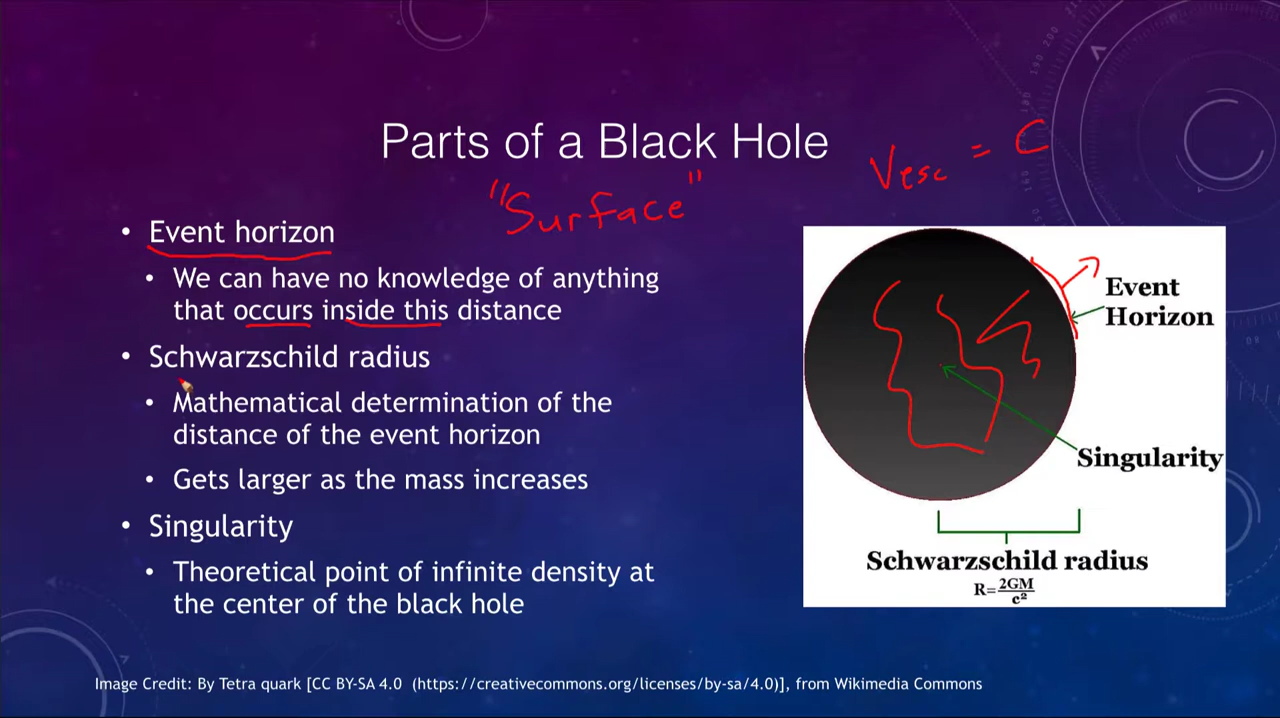 Parts of a Black Hole
Vesc = C
"Surface"
• Event horizon
• We can have no knowledge of anything
that occurs inside this distance
• Schwarzschild radius
• Mathematical determination of the
distance of the event horizon
• Gets larger as the mass increases
• Singularity
• Theoretical point of infinite density at
the center of the black hole
Event
Horizon
Singularity
Schwarzschild radius
R=2GM/c²
Image Credit: By Tetra quark [CC BY-SA 4.0 (https://creativecommons.org/licenses/by-sa/4.0)], from Wikimedia Commons